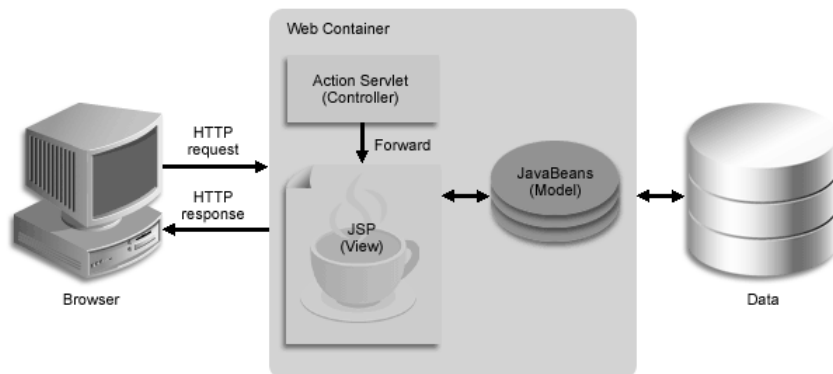 Web Container
Action Servlet
(Controller)
HTTP
request
Forward
HTTP
response
JSP
(View)
JavaBeans
(Model)
Browser
Data